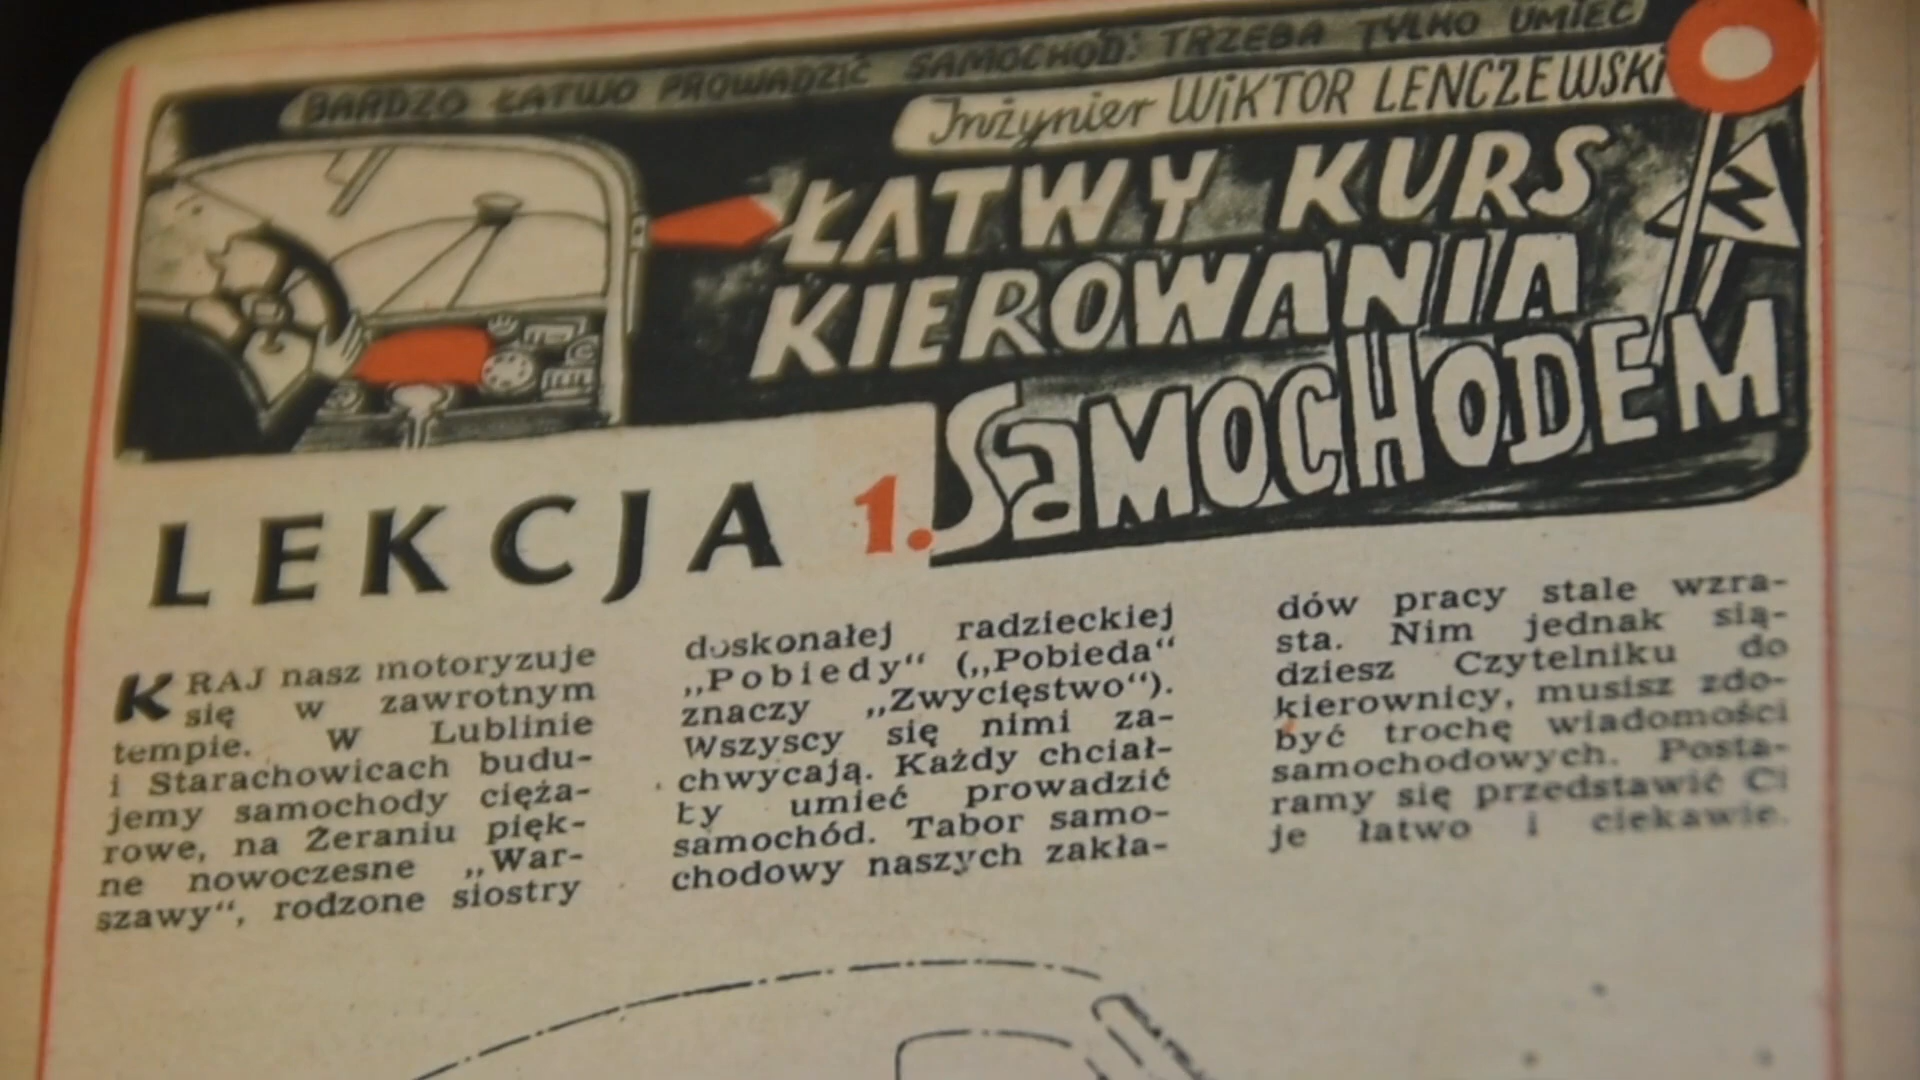 BARDZO ŁATWO PROWADZIĆ SAMOCHÓD: TRZEBA TYLKO UMIEĆ
Inżynier WiKTOR LENCZEWSKi
ŁATWY KURS
KIEROWANIA
SaMOCHODEM
LEKCJA 1.
KRAJ nasz motoryzuje
się w zawrotnym
tempie. W Lublinie
i Starachowicach budu-
jemy samochody cięża-
rowe, na Żeraniu pięk-
ne nowoczesne „War-
szawy“, rodzone siostry
doskonałej radzieckiej
„Pobiedy“ („Pobieda“
znaczy „Zwycięstwo“).
Wszyscy się nimi za-
chwycają. Każdy chciał-
by umieć prowadzić
samochód. Tabor samo-
chodowy naszych zakła-
dów pracy stale wzra-
sta. Nim jednak sią-
dziesz Czytelniku do
kierownicy, musisz zdo-
być trochę wiadomości
samochodowych. Posta-
ramy się przedstawić Ci
je łatwo i ciekawie.